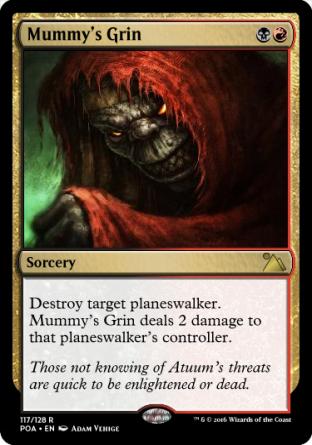 Mummy's Grin
Sorcery
Destroy target planeswalker.
Mummy's Grin deals 2 damage to
that planeswalker's controller.
Those not knowing of Atuum's threats
are quick to be enlightened or dead.
117/128 R
POA • EN Adam Vehige
™ & © 2016 Wizards of the Coast